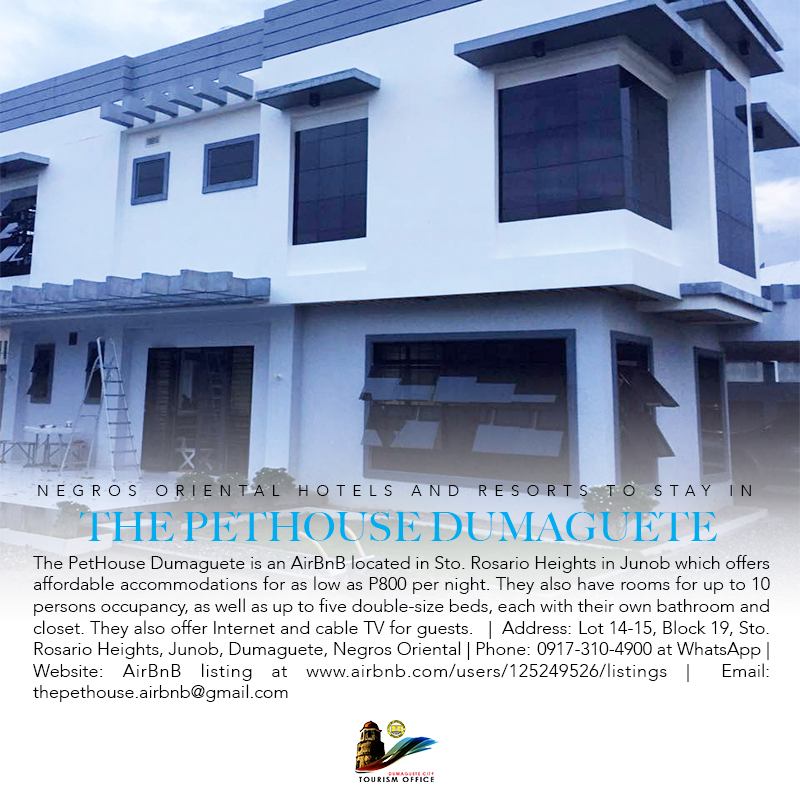 NEGROS ORIENTAL HOTELS AND RESORTS TO STAY IN
THE PETHOUSE DUMAGUETE
The PetHouse Dumaguete is an AirBnB located in Sto. Rosario Heights in Junob which offers
affordable accommodations for as low as P800 per night. They also have rooms for up to 10
persons occupancy, as well as up to five double-size beds, each with their own bathroom and
closet. They also offer Internet and cable TV for guests. | Address: Lot 14-15, Block 19, Sto.
Rosario Heights, Junob, Dumaguete, Negros Oriental | Phone: 0917-310-4900 at WhatsApp |
Website: AirBnB listing at www.airbnb.com/users/125249526/listings | Email:
thepethouse.airbnb@gmail.com
DUMAGUETE CITY
TOURISM OFFICE